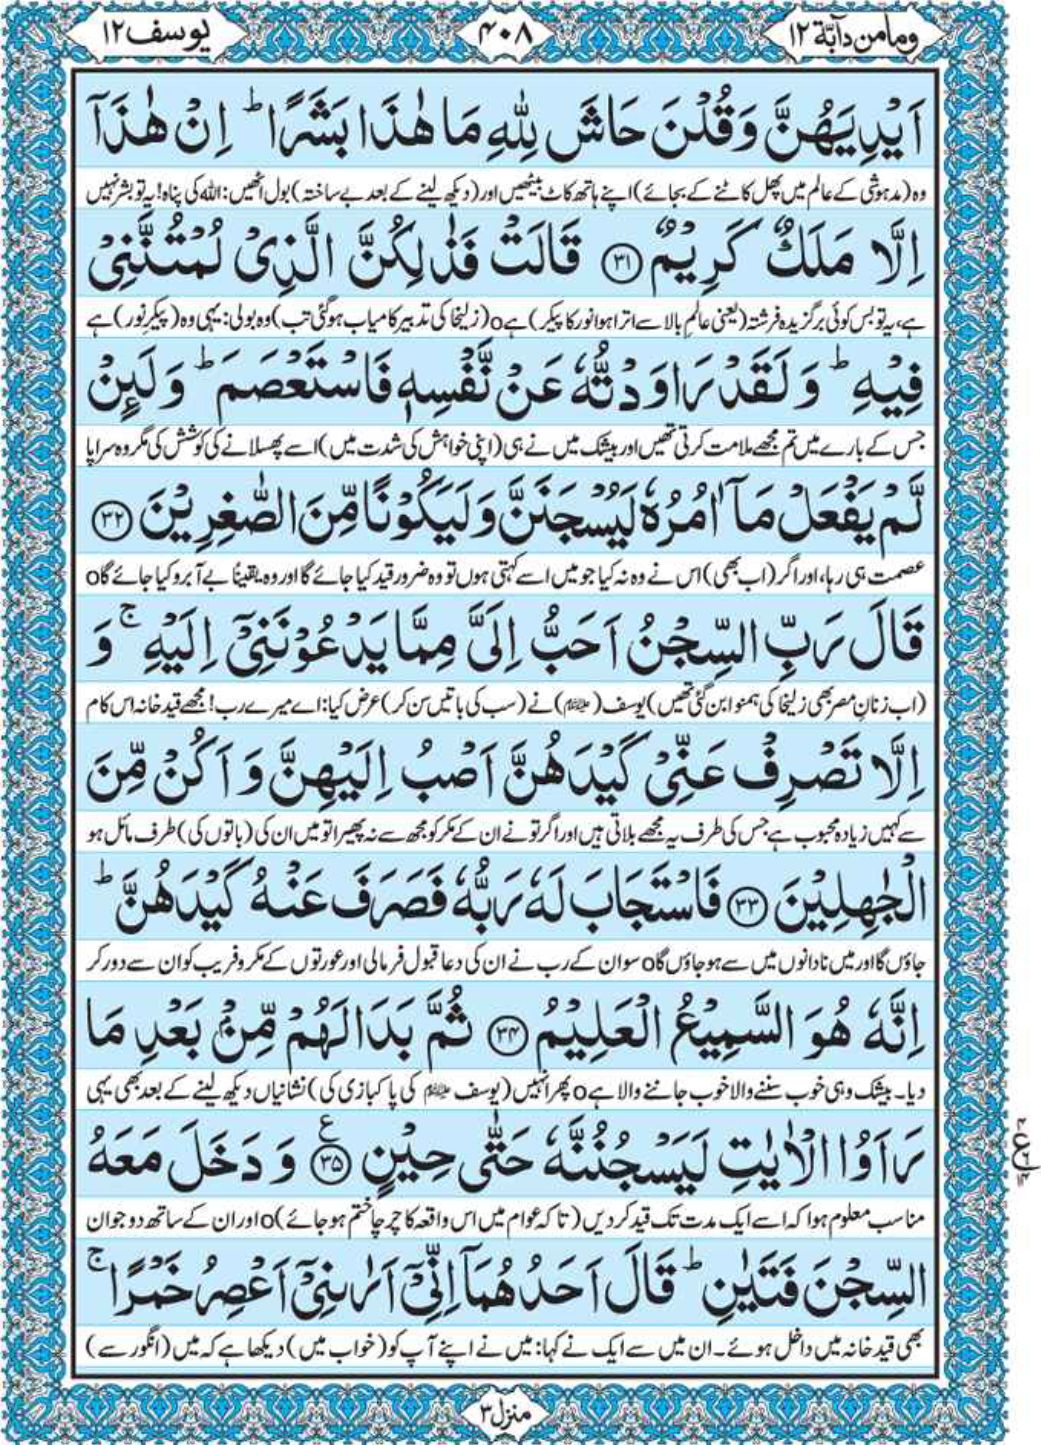 وما من دآبّة ١٢
۴۰۸
یوسف ١٢
اَیْدِیَهُنَّ وَقُلْنَ حَاشَ لِلّٰهِ مَا هٰذَا بَشَرًا ؕ اِنْ هٰذَاۤ
وہ (مدہوشی کے عالم میں پھل کاٹنے کے بجائے) اپنے ہاتھ کاٹ بیٹھیں اور (دیکھ لینے کے بعد بے ساختہ) بول اٹھیں: اللہ کی پناہ! یہ تو بشر نہیں
اِلَّا مَلَكٌ كَرِیْمٌ ﴿۳۱﴾ قَالَتْ فَذٰلِكُنَّ الَّذِیْ لُمْتُنَّنِیْ
ہے، یہ تو بس کوئی برگزیدہ فرشتہ (یعنی عالمِ بالا سے اترا ہوا نور کا پیکر) ہے o (زلیخا کی تدبیر کامیاب ہوگئی تب) وہ بولی: یہی وہ (پیکرِ نور) ہے
فِیْهِ ؕ وَ لَقَدْ رَاوَدْتُّهٗ عَنْ نَّفْسِهٖ فَاسْتَعْصَمَ ؕ وَ لَىِٕنْ
جس کے بارے میں تم مجھے ملامت کرتی تھیں اور بیشک میں نے ہی (اپنی خواہش کی شدت میں) اسے پھسلانے کی کوشش کی مگر وہ سراپا
لَّمْ یَفْعَلْ مَاۤ اٰمُرُهٗ لَیُسْجَنَنَّ وَلَیَكُوْنًا مِّنَ الصّٰغِرِیْنَ ﴿۳۲﴾
عصمت ہی رہا، اور اگر (اب بھی) اس نے وہ نہ کیا جو میں اسے کہتی ہوں تو وہ ضرور قید کیا جائے گا اور وہ یقیناً بے آبرو کیا جائے گا o
قَالَ رَبِّ السِّجْنُ اَحَبُّ اِلَیَّ مِمَّا یَدْعُوْنَنِیْۤ اِلَیْهِ ۚ وَ
(اب زنانِ مصر بھی زلیخا کی ہمنوا بن گئی تھیں) یوسف (علیہ السلام) نے (سب کی باتیں سن کر) عرض کیا: اے میرے رب! مجھے قید خانہ اس کام
اِلَّا تَصْرِفْ عَنِّیْ كَیْدَهُنَّ اَصْبُ اِلَیْهِنَّ وَ اَكُنْ مِّنَ
سے کہیں زیادہ محبوب ہے جس کی طرف یہ مجھے بلاتی ہیں اور اگر تو نے ان کے مکر کو مجھ سے نہ پھیرا تو میں ان کی (باتوں کی) طرف مائل ہو
الْجٰهِلِیْنَ ﴿۳۳﴾ فَاسْتَجَابَ لَهٗ رَبُّهٗ فَصَرَفَ عَنْهُ كَیْدَهُنَّ ؕ
جاؤں گا اور میں نادانوں میں سے ہو جاؤں گا o سو ان کے رب نے ان کی دعا قبول فرما لی اور عورتوں کے مکر و فریب کو ان سے دور کر
اِنَّهٗ هُوَ السَّمِیْعُ الْعَلِیْمُ ﴿۳۴﴾ ثُمَّ بَدَا لَهُمْ مِّنْۢ بَعْدِ مَا
دیا۔ بیشک وہی خوب سننے والا خوب جاننے والا ہے o پھر انہیں (یوسف علیہ السلام کی پاکبازی کی) نشانیاں دیکھ لینے کے بعد بھی یہی
رَاَوُا الْاٰیٰتِ لَیَسْجُنُنَّهٗ حَتّٰى حِیْنٍ ﴿۳۵﴾ ع وَ دَخَلَ مَعَهُ
مناسب معلوم ہوا کہ اسے ایک مدت تک قید کر دیں (تاکہ عوام میں اس واقعہ کا چرچا ختم ہو جائے) o اور ان کے ساتھ دو جوان
السِّجْنَ فَتَیٰنِ ؕ قَالَ اَحَدُهُمَاۤ اِنِّیْۤ اَرٰىنِیْۤ اَعْصِرُ خَمْرًا ۚ
بھی قید خانہ میں داخل ہوئے۔ ان میں سے ایک نے کہا: میں نے اپنے آپ کو (خواب میں) دیکھا ہے کہ میں (انگور سے)
منزل ۳